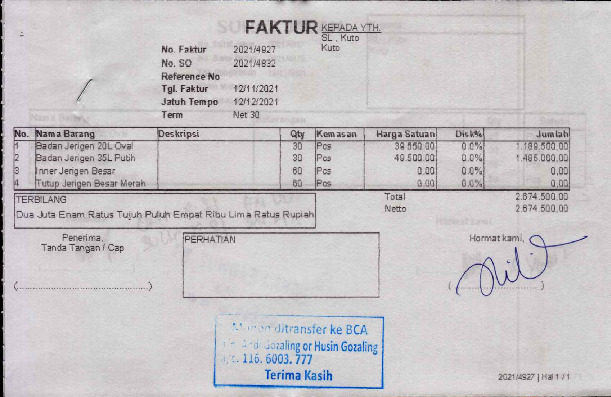 FAKTUR
KEPADA YTH.
SL , Kuto
Kuto
No. Faktur 2021/4927
No. SO 2021/4832
Reference No
Tgl. Faktur 12/11/2021
Jatuh Tempo 12/12/2021
Term Net 30
No. Nama Barang Deskripsi Qty Kemasan Harga Satuan Disk% Jumlah
1 Badan Jerigen 20L Oval 30 Pcs 39.650.00 0.0% 1.189,500.00
2 Badan Jerigen 35L Putih 30 Pcs 49,500.00 0.0% 1.485,000.00
3 Inner Jerigen Besar 60 Pcs 0.00 0.0% 0.00
4 Tutup Jerigen Besar Merah 60 Pcs 0.00 0.0% 0.00
TERBILANG
Dua Juta Enam Ratus Tujuh Puluh Empat Ribu Lima Ratus Rupiah
Total 2.674,500.00
Netto 2.674,500.00
Penerima,
Tanda Tangan / Cap
PERHATIAN
Hormat kami,
(..............................)
(..............................)
ditransfer ke BCA
Gozaling or Husin Gozaling
116. 6003. 777
Terima Kasih
2021/4927 | Hal 1 / 1